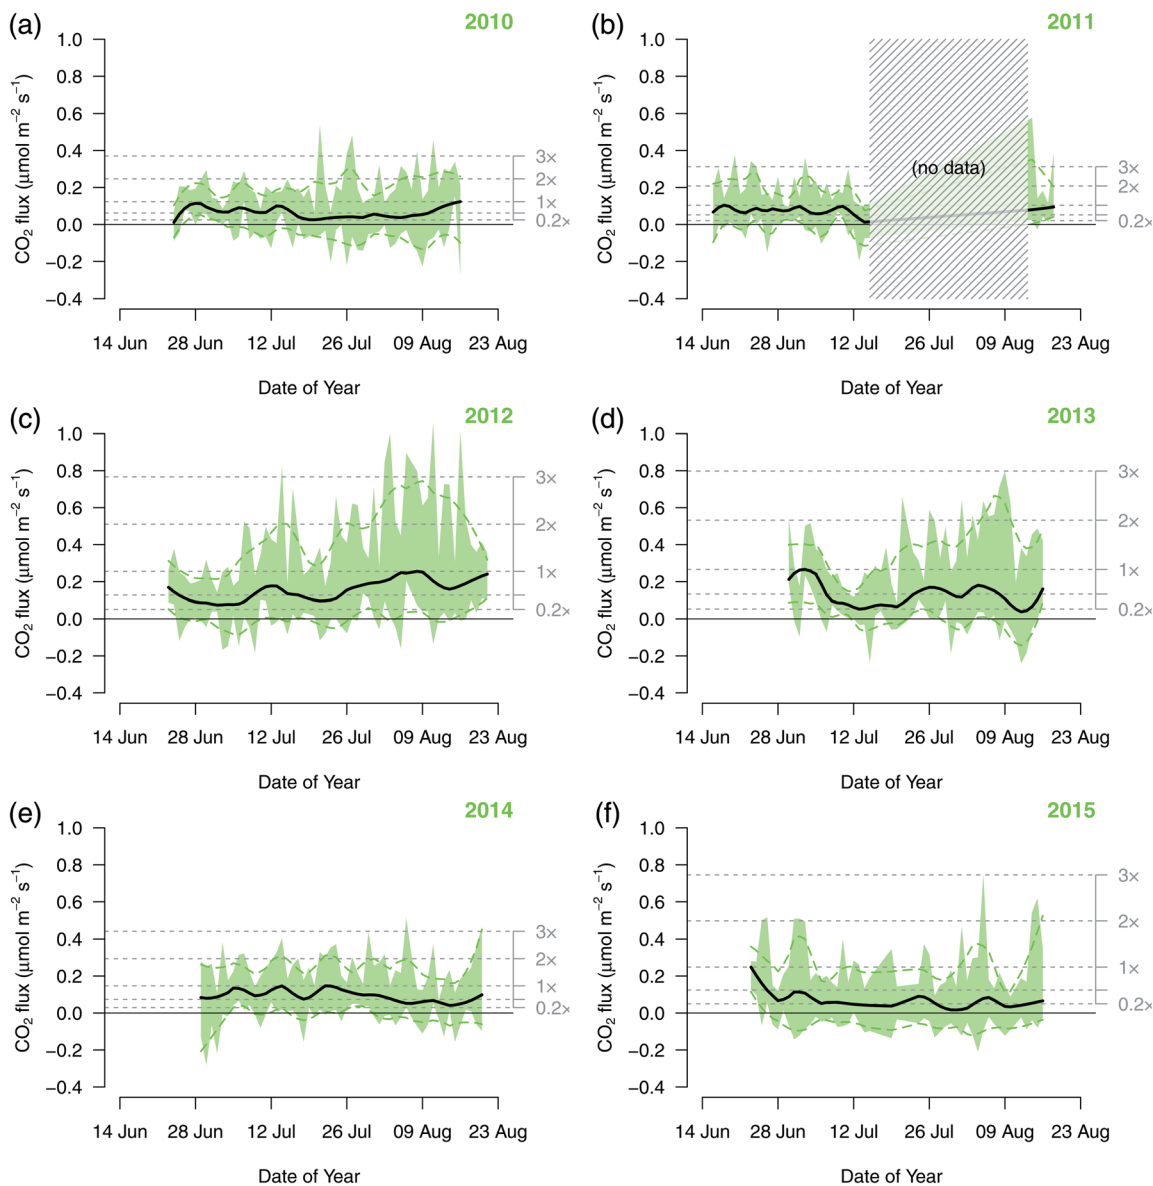 (a) 2010
CO2 flux (μmol m−2 s−1)
1.0
0.8
0.6
0.4
0.2
0.0
−0.2
−0.4
3×
2×
1×
0.2×
14 Jun 28 Jun 12 Jul 26 Jul 09 Aug 23 Aug
Date of Year
(b) 2011
CO2 flux (μmol m−2 s−1)
1.0
0.8
0.6
0.4
0.2
0.0
−0.2
−0.4
(no data)
3×
2×
1×
0.2×
14 Jun 28 Jun 12 Jul 26 Jul 09 Aug 23 Aug
Date of Year
(c) 2012
CO2 flux (μmol m−2 s−1)
1.0
0.8
0.6
0.4
0.2
0.0
−0.2
−0.4
3×
2×
1×
0.2×
14 Jun 28 Jun 12 Jul 26 Jul 09 Aug 23 Aug
Date of Year
(d) 2013
CO2 flux (μmol m−2 s−1)
1.0
0.8
0.6
0.4
0.2
0.0
−0.2
−0.4
3×
2×
1×
0.2×
14 Jun 28 Jun 12 Jul 26 Jul 09 Aug 23 Aug
Date of Year
(e) 2014
CO2 flux (μmol m−2 s−1)
1.0
0.8
0.6
0.4
0.2
0.0
−0.2
−0.4
3×
2×
1×
0.2×
14 Jun 28 Jun 12 Jul 26 Jul 09 Aug 23 Aug
Date of Year
(f) 2015
CO2 flux (μmol m−2 s−1)
1.0
0.8
0.6
0.4
0.2
0.0
−0.2
−0.4
3×
2×
1×
0.2×
14 Jun 28 Jun 12 Jul 26 Jul 09 Aug 23 Aug
Date of Year